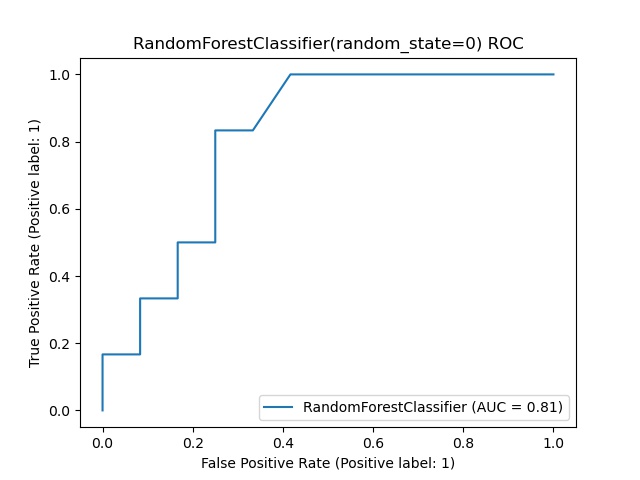 RandomForestClassifier(random_state=0) ROC
1.0
0.8
0.6
0.4
0.2
0.0
True Positive Rate (Positive label: 1)
RandomForestClassifier (AUC = 0.81)
0.0 0.2 0.4 0.6 0.8 1.0
False Positive Rate (Positive label: 1)